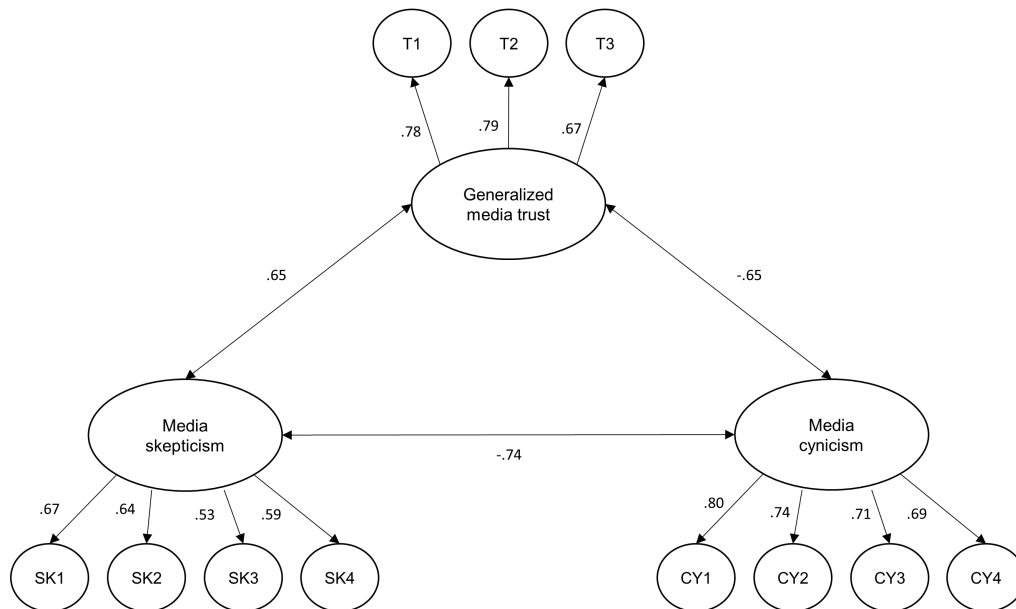 T1
T2
T3
.78
.79
.67
Generalized
media trust
.65
-.65
Media
skepticism
Media
cynicism
-.74
.67
.64
.53
.59
.80
.74
.71
.69
SK1
SK2
SK3
SK4
CY1
CY2
CY3
CY4